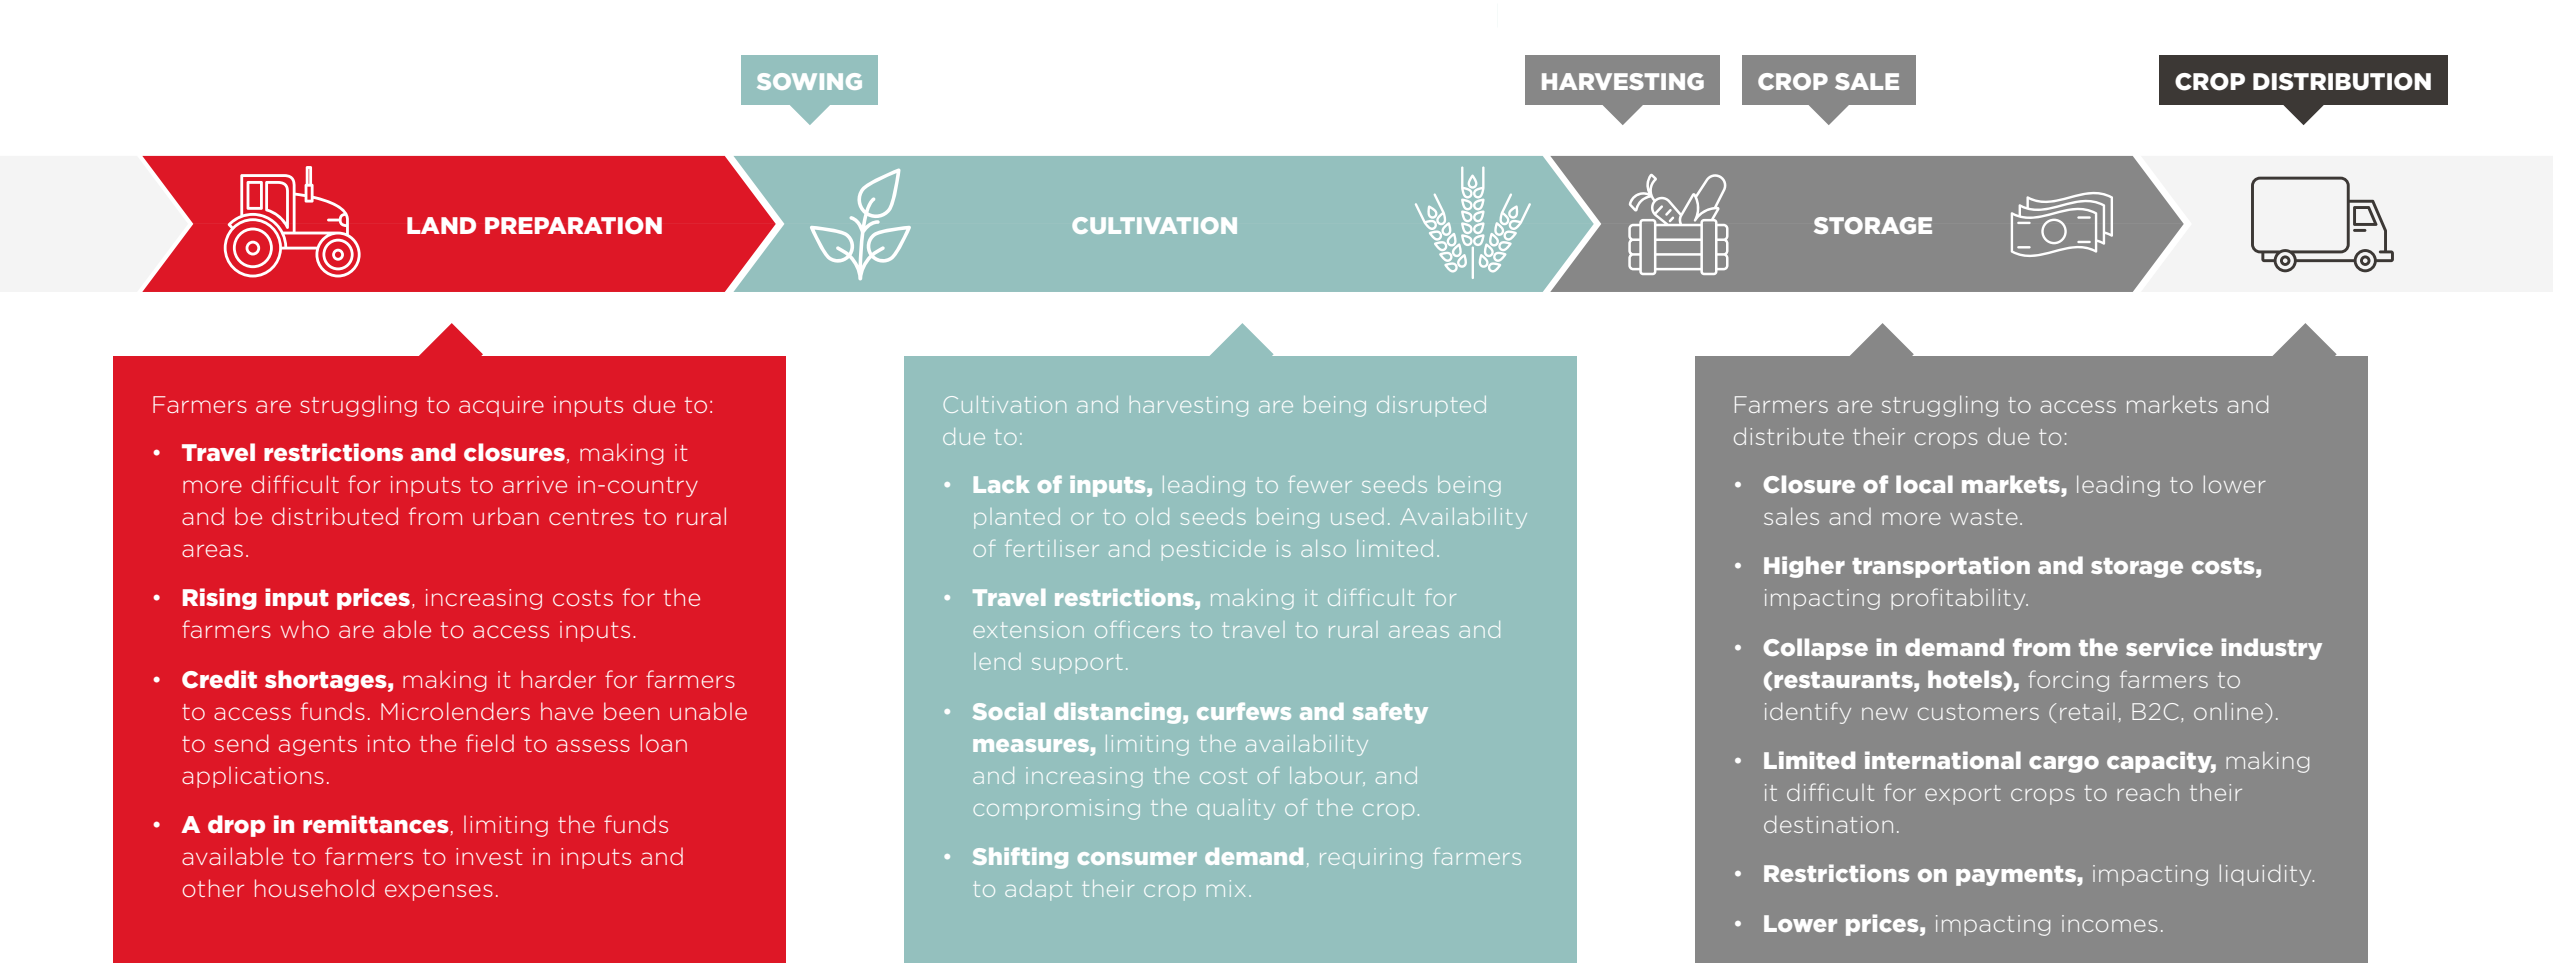 SOWING
HARVESTING
CROP SALE
CROP DISTRIBUTION
LAND PREPARATION
CULTIVATION
STORAGE
Farmers are struggling to acquire inputs due to:
• Travel restrictions and closures, making it
more difficult for inputs to arrive in-country
and be distributed from urban centres to rural
areas.
• Rising input prices, increasing costs for the
farmers who are able to access inputs.
• Credit shortages, making it harder for farmers
to access funds. Microlenders have been unable
to send agents into the field to assess loan
applications.
• A drop in remittances, limiting the funds
available to farmers to invest in inputs and
other household expenses.
Cultivation and harvesting are being disrupted
due to:
• Lack of inputs, leading to fewer seeds being
planted or to old seeds being used. Availability
of fertiliser and pesticide is also limited.
• Travel restrictions, making it difficult for
extension officers to travel to rural areas and
lend support.
• Social distancing, curfews and safety
measures, limiting the availability
and increasing the cost of labour, and
compromising the quality of the crop.
• Shifting consumer demand, requiring farmers
to adapt their crop mix.
Farmers are struggling to access markets and
distribute their crops due to:
• Closure of local markets, leading to lower
sales and more waste.
• Higher transportation and storage costs,
impacting profitability.
• Collapse in demand from the service industry
(restaurants, hotels), forcing farmers to
identify new customers (retail, B2C, online).
• Limited international cargo capacity, making
it difficult for export crops to reach their
destination.
• Restrictions on payments, impacting liquidity.
• Lower prices, impacting incomes.